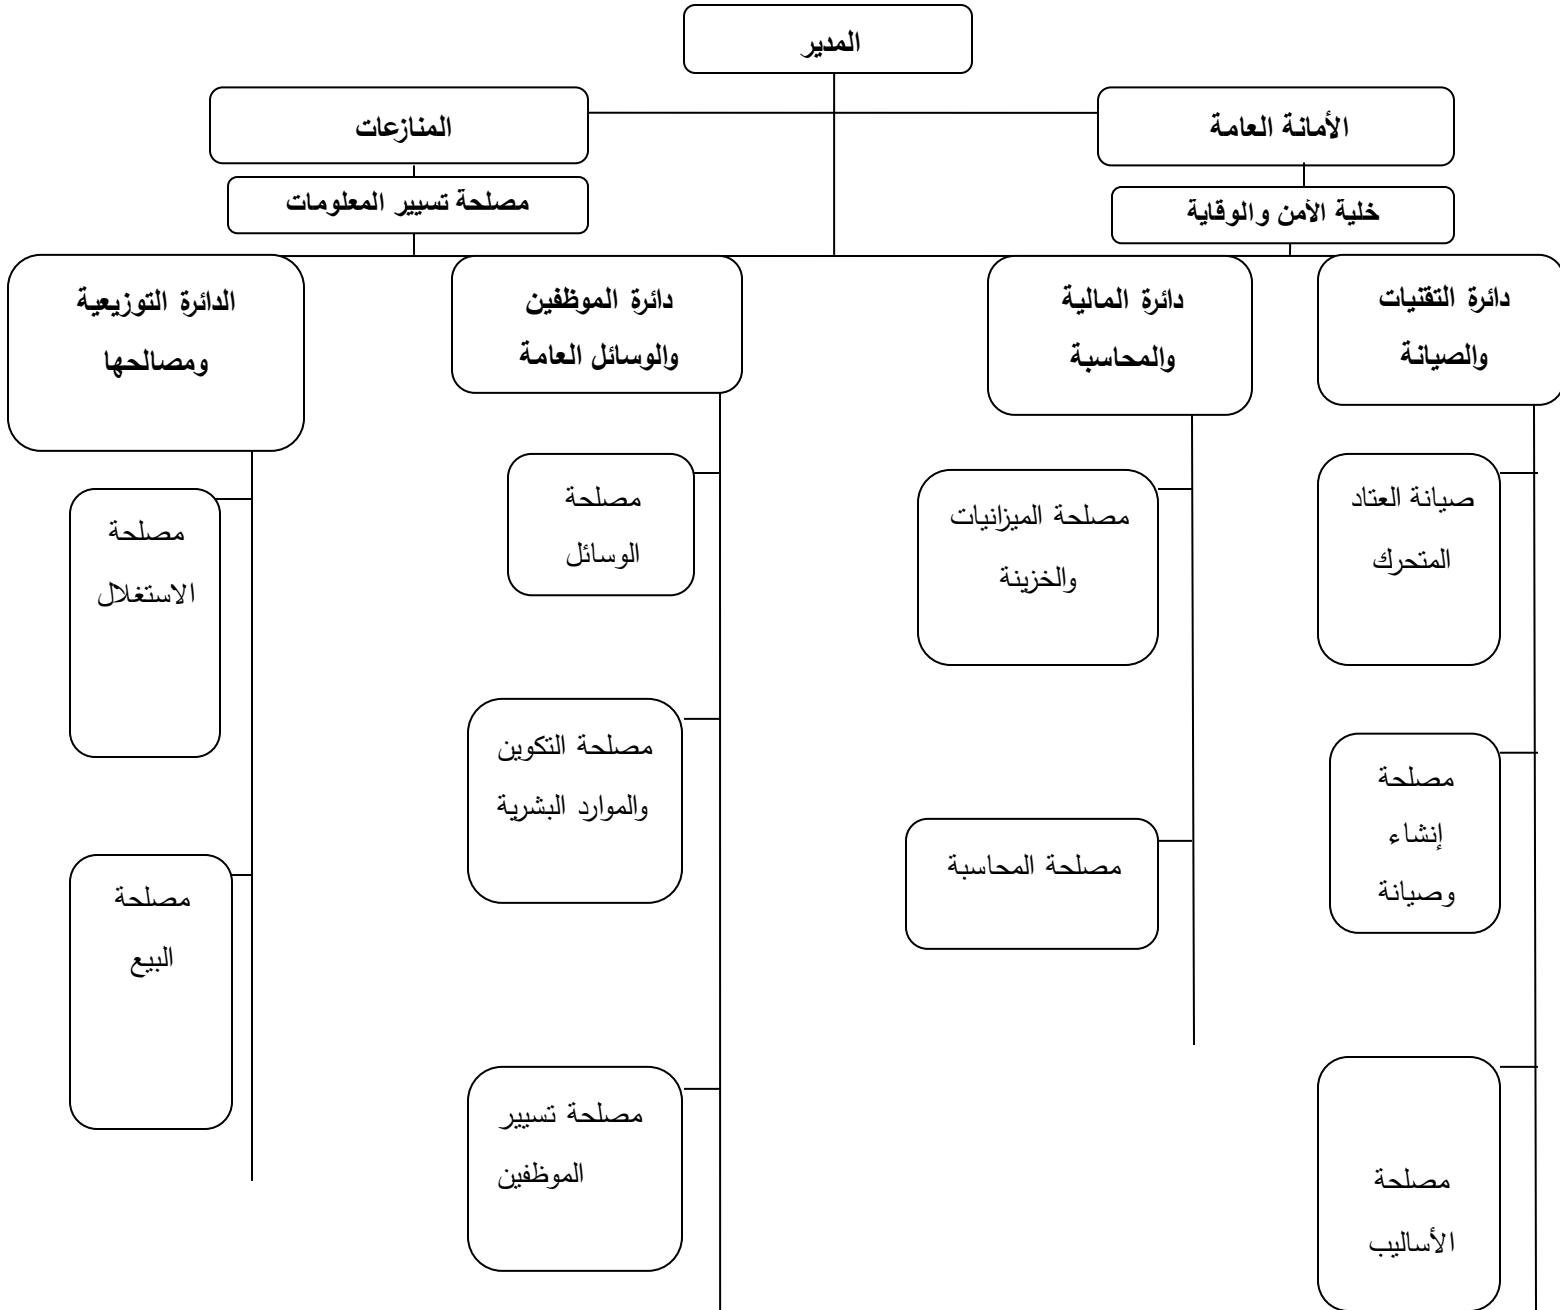 المدير
الأمانة العامة
المنازعات
خلية الأمن والوقاية
مصلحة تسيير المعلومات
دائرة التقنيات
والصيانة
دائرة المالية
والمحاسبة
دائرة الموظفين
والوسائل العامة
الدائرة التوزيعية
ومصالحها
صيانة العتاد
المتحرك
مصلحة
إنشاء
وصيانة
مصلحة
الأساليب
مصلحة الميزانيات
والخزينة
مصلحة المحاسبة
مصلحة
الوسائل
مصلحة التكوين
والموارد البشرية
مصلحة تسيير
الموظفين
مصلحة
الاستغلال
مصلحة
البيع